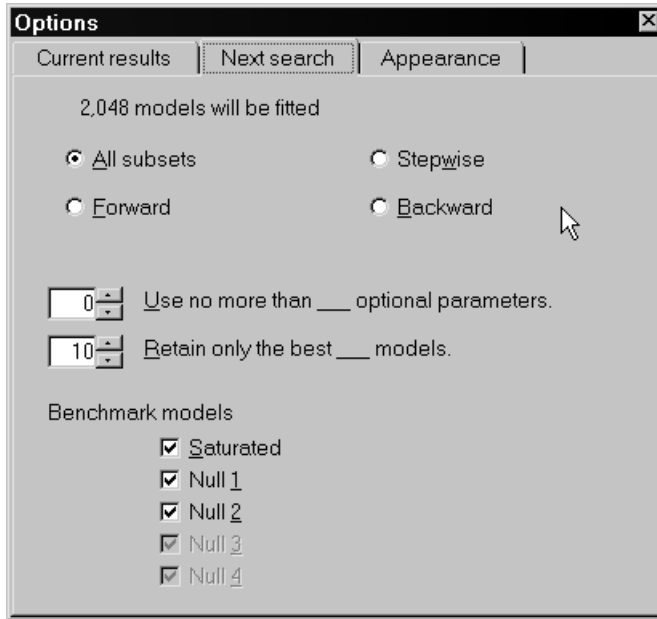 Options
Current results Next search Appearance
2,048 models will be fitted
All subsets Stepwise
Forward Backward
0 Use no more than ___ optional parameters.
10 Retain only the best ___ models.
Benchmark models
Saturated
Null 1
Null 2
Null 3
Null 4